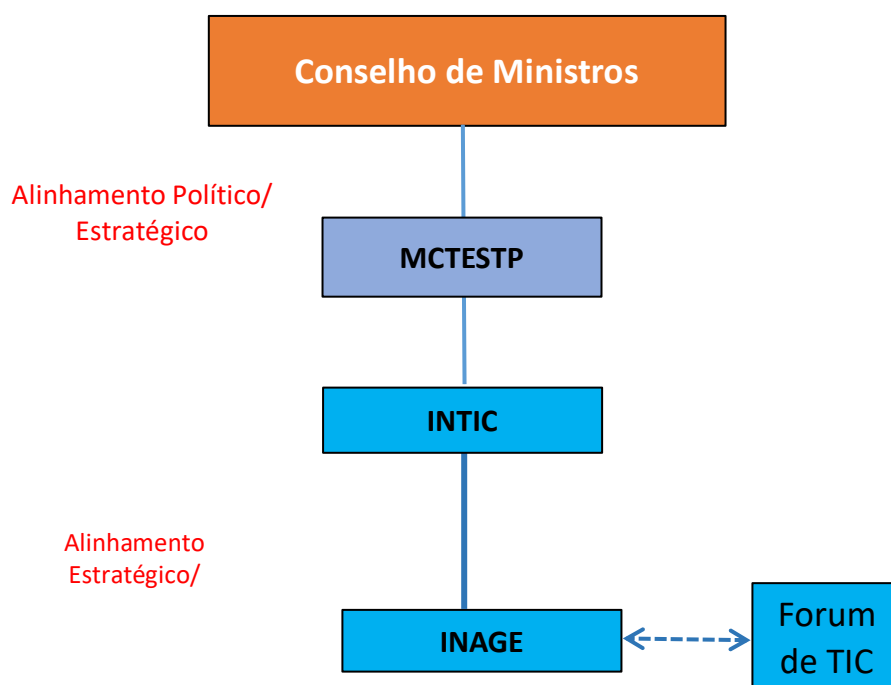 Conselho de Ministros
Alinhamento Político/
Estratégico
MCTESTP
INTIC
Alinhamento
Estratégico/
INAGE
Forum
de TIC